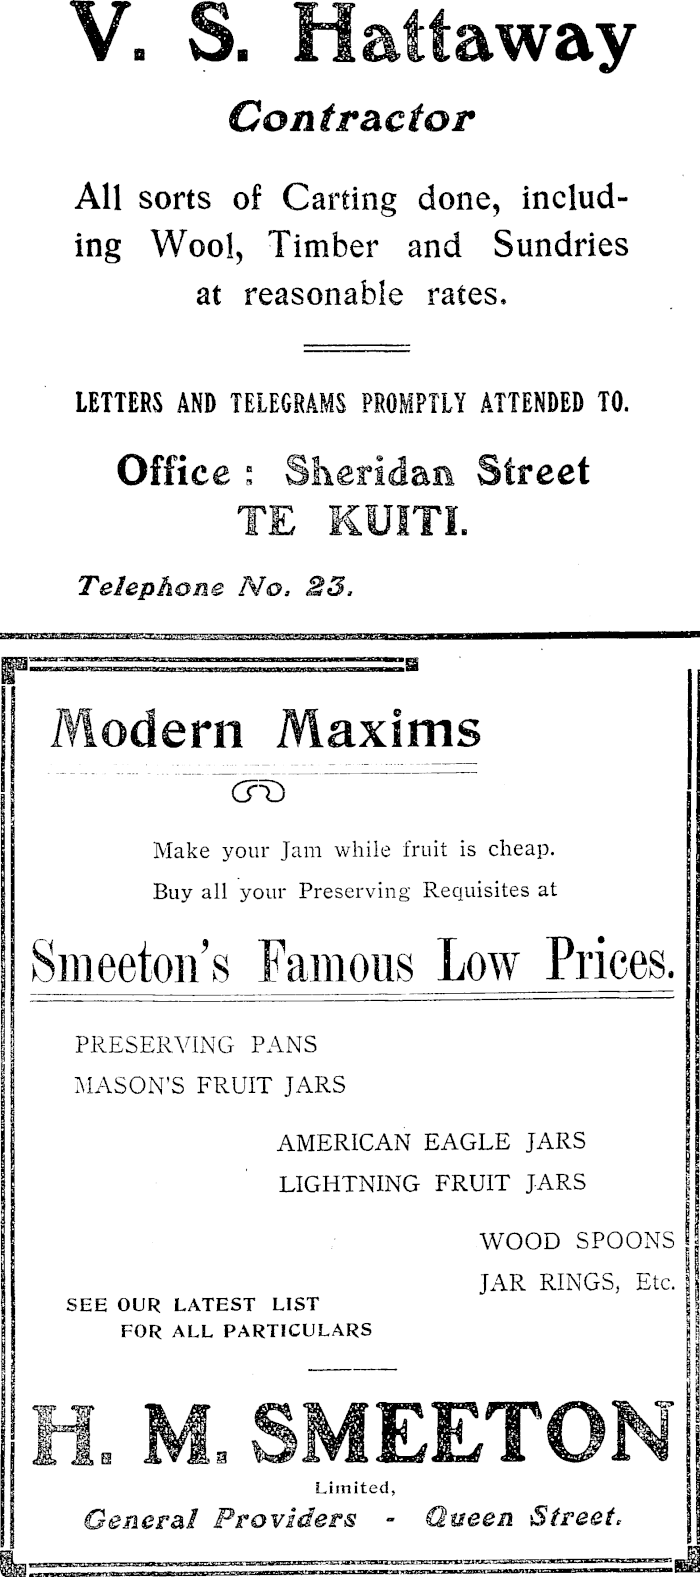 V. S. Hattaway
Contractor
All sorts of Carting done, includ-
ing Wool, Timber and Sundries
at reasonable rates.
LETTERS AND TELEGRAMS PROMPTLY ATTENDED TO.
Office : Sheridan Street
TE KUITI.
Telephone No. 23.
Modern Maxims
Make your Jam while fruit is cheap.
Buy all your Preserving Requisites at
Smeeton's Famous Low Prices.
PRESERVING PANS
MASON'S FRUIT JARS
AMERICAN EAGLE JARS
LIGHTNING FRUIT JARS
WOOD SPOONS
JAR RINGS, Etc.
SEE OUR LATEST LIST
FOR ALL PARTICULARS
H. M. SMEETON
Limited,
General Providers - Queen Street.